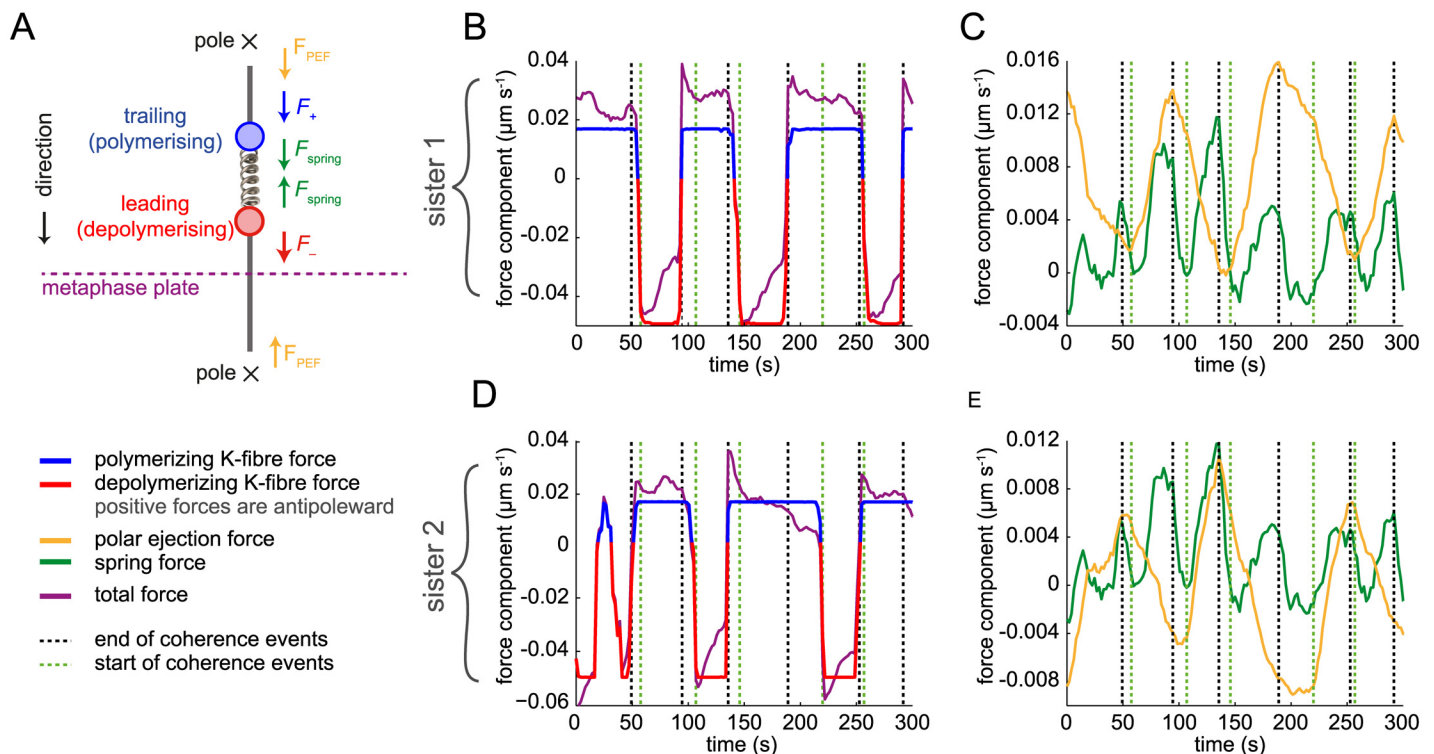 A
pole ×
F_PEF
F_+
trailing
(polymerising)
F_spring
F_spring
direction
leading
(depolymerising)
F_–
metaphase plate
F_PEF
pole ×
polymerizing K-fibre force
depolymerizing K-fibre force
positive forces are antipoleward
polar ejection force
spring force
total force
end of coherence events
start of coherence events
sister 1
B
force component (μm s⁻¹)
0.04
0.02
0
-0.02
-0.04
0 50 100 150 200 250 300
time (s)
C
force component (μm s⁻¹)
0.016
0.012
0.008
0.004
0
-0.004
0 50 100 150 200 250 300
time (s)
sister 2
D
force component (μm s⁻¹)
0.04
0.02
0
−0.02
−0.04
−0.06
0 50 100 150 200 250 300
time (s)
E
force component (μm s⁻¹)
0.012
0.008
0.004
0
-0.004
-0.008
0 50 100 150 200 250 300
time (s)